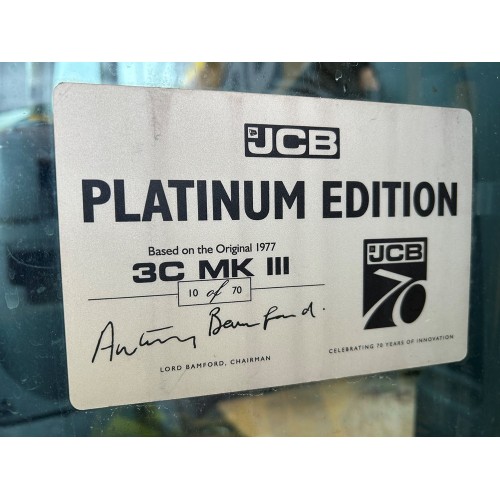 JCB
PLATINUM EDITION
Based on the Original 1977
3C MK III
10 of 70
Anthony Bamford.
LORD BAMFORD, CHAIRMAN
JCB
70
CELEBRATING 70 YEARS OF INNOVATION